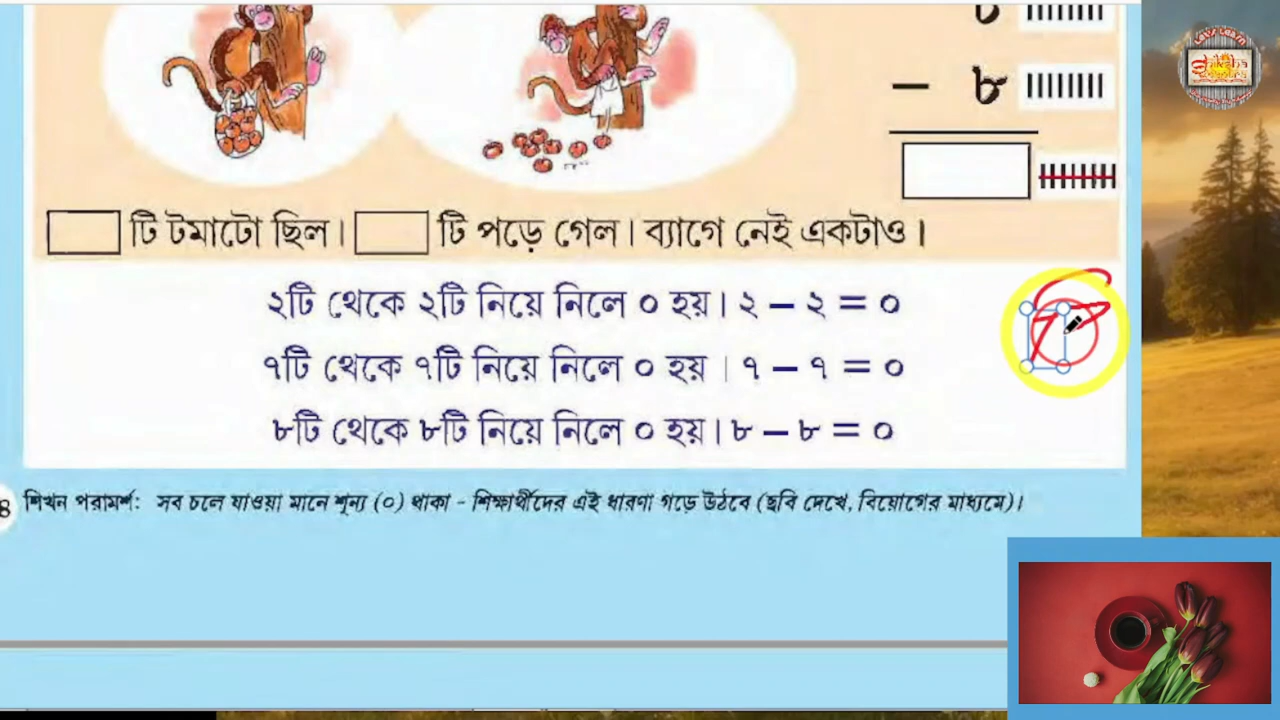 ৮
– ৮
টি টমাটো ছিল। টি পড়ে গেল। ব্যাগে নেই একটাও।
২টি থেকে ২টি নিয়ে নিলে ০ হয়। ২ – ২ = ০
৭টি থেকে ৭টি নিয়ে নিলে ০ হয় । ৭ – ৭ = ০
৮টি থেকে ৮টি নিয়ে নিলে ০ হয়। ৮ – ৮ = ০
শিখন পরামর্শ: সব চলে যাওয়া মানে শূন্য (০) থাকা - শিক্ষার্থীদের এই ধারণা গড়ে উঠবে (ছবি দেখে, বিয়োগের মাধ্যমে)।
Let's Learn